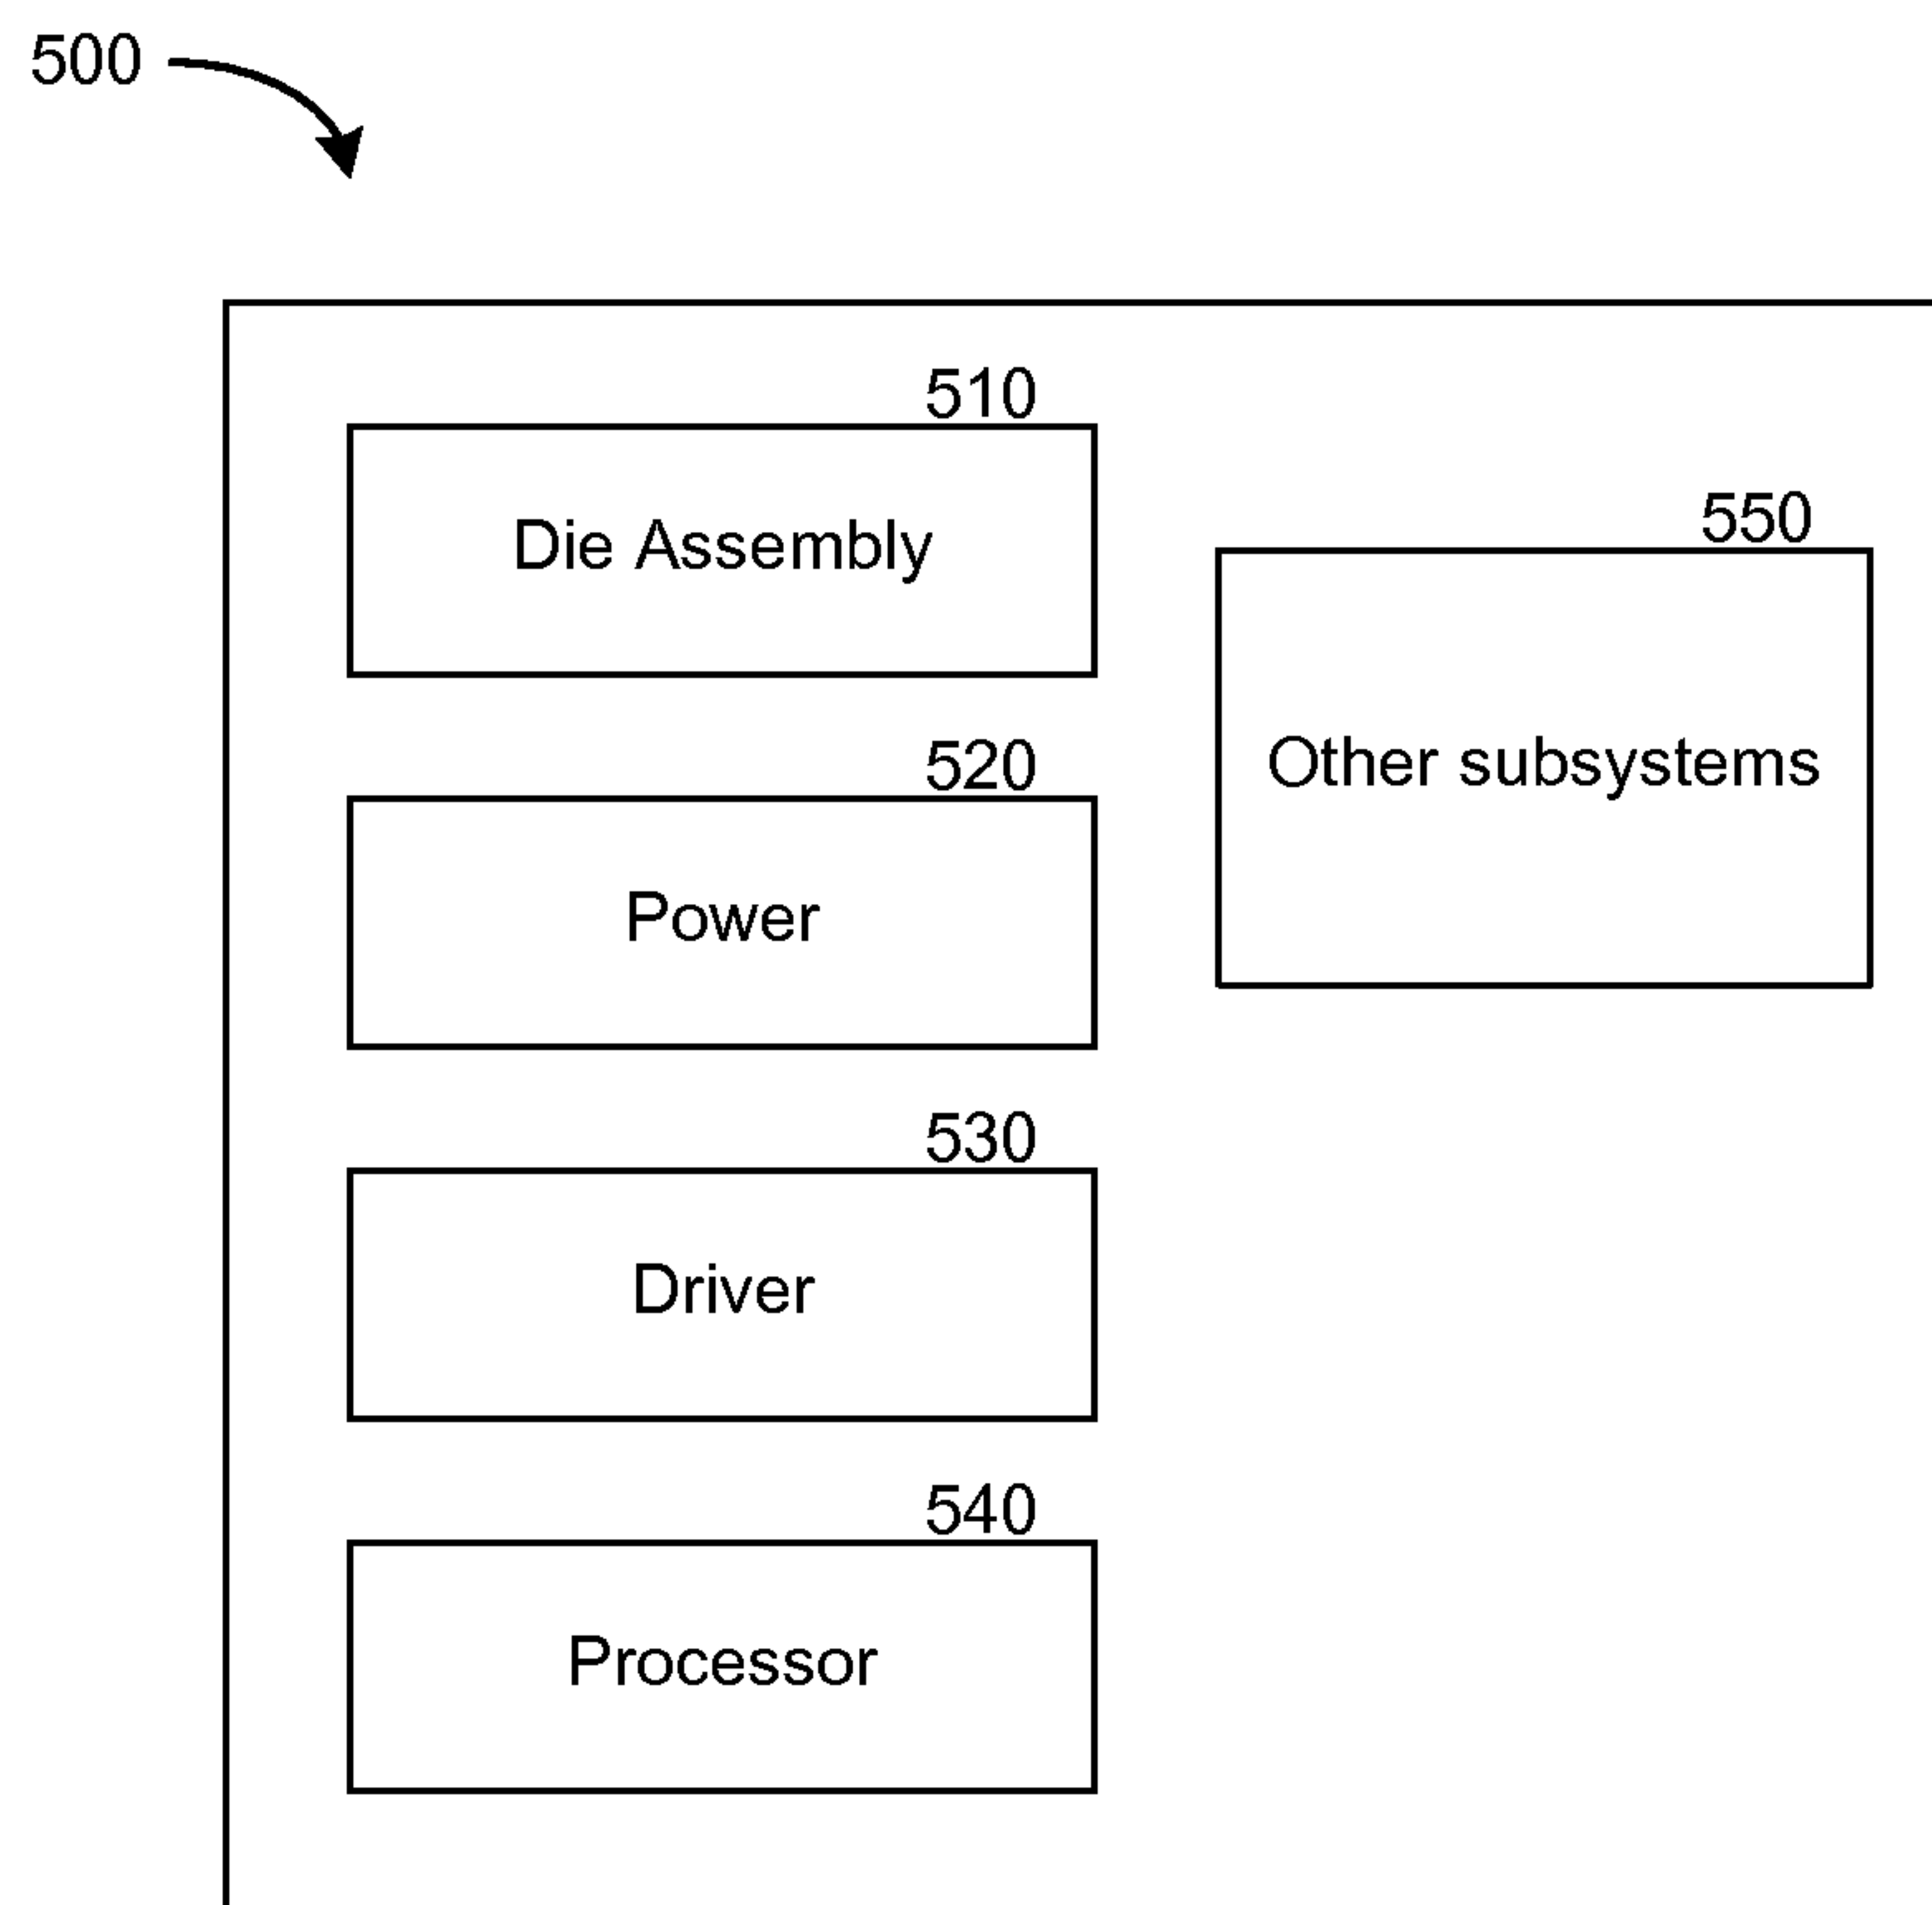 500
510
Die Assembly
550
Other subsystems
520
Power
530
Driver
540
Processor